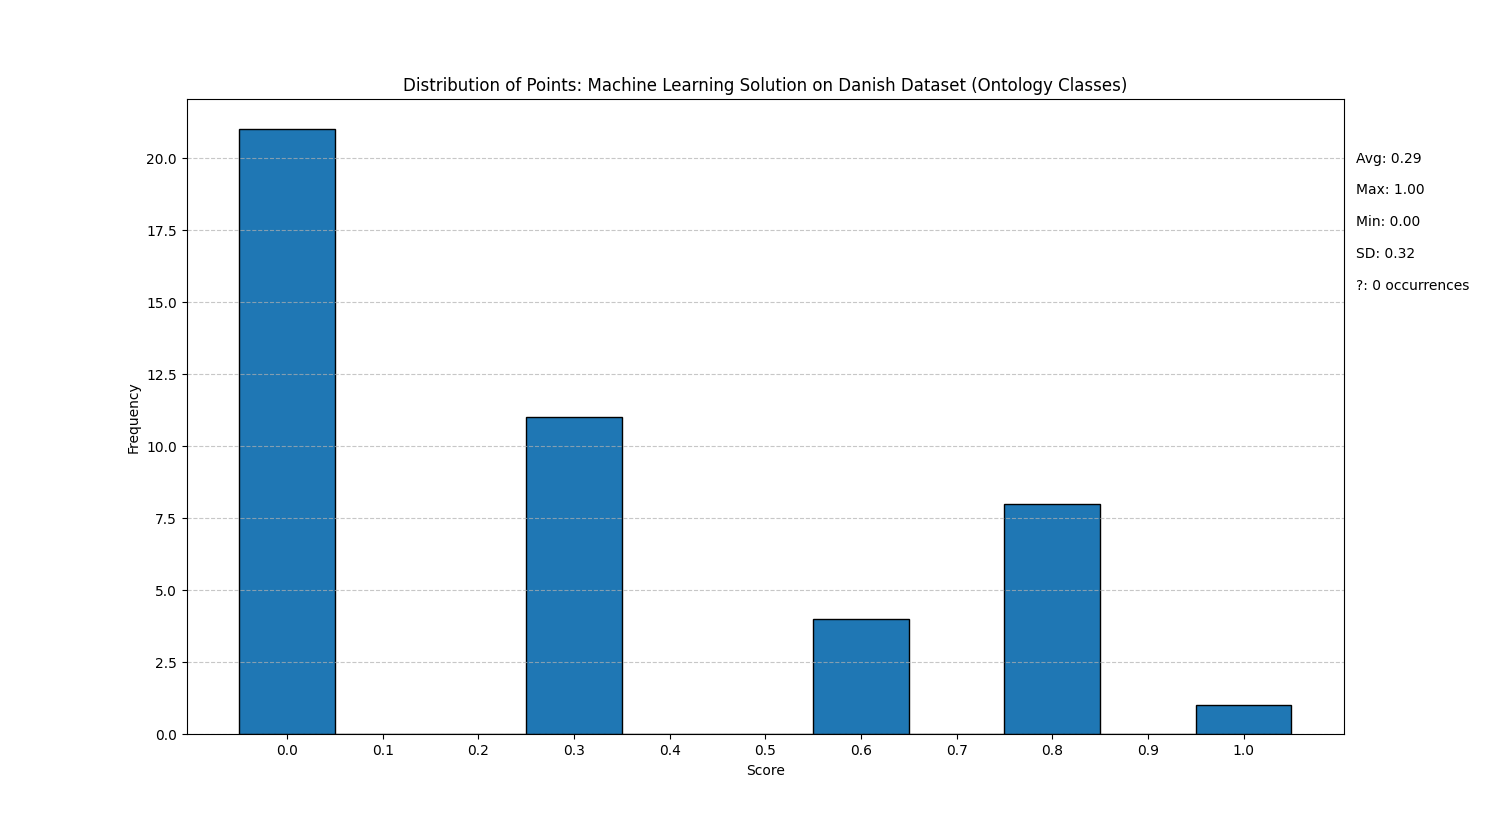 Distribution of Points: Machine Learning Solution on Danish Dataset (Ontology Classes)
20.0
17.5
15.0
12.5
10.0
7.5
5.0
2.5
0.0
Frequency
0.0 0.1 0.2 0.3 0.4 0.5 0.6 0.7 0.8 0.9 1.0
Score
Avg: 0.29
Max: 1.00
Min: 0.00
SD: 0.32
?: 0 occurrences